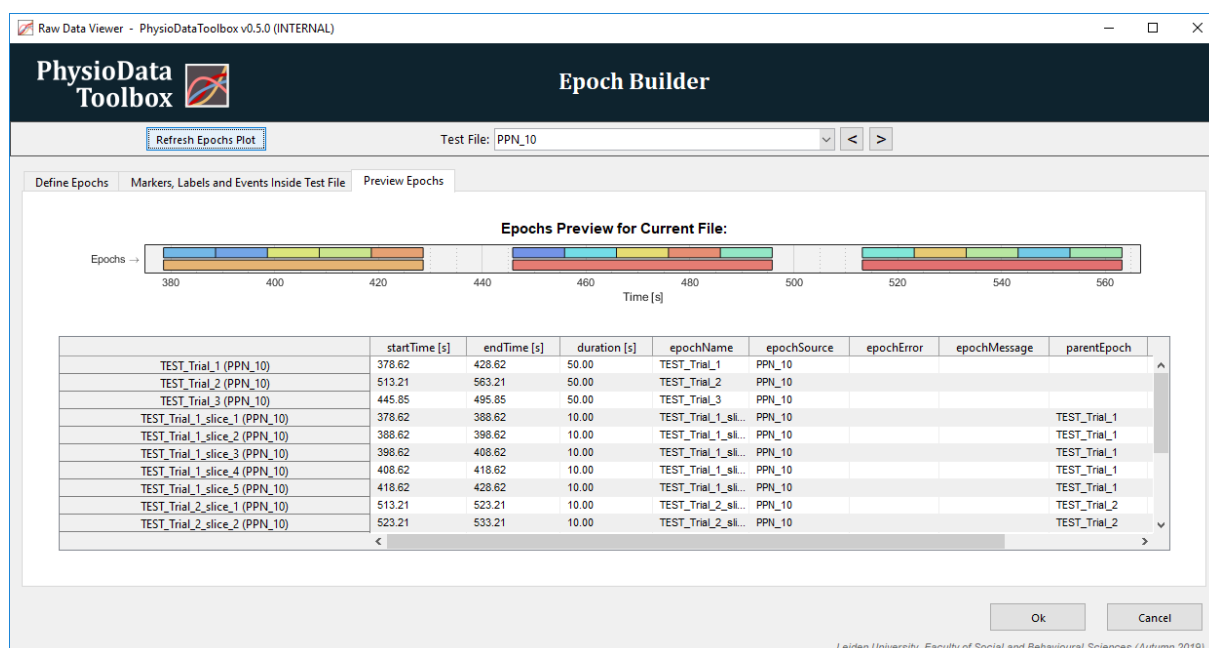 Raw Data Viewer - PhysioDataToolbox v0.5.0 (INTERNAL)
PhysioData
Toolbox
Epoch Builder
Refresh Epochs Plot
Test File: PPN_10
< >
Define Epochs Markers, Labels and Events Inside Test File Preview Epochs
Epochs Preview for Current File:
Epochs →
380 400 420 440 460 480 500 520 540 560
Time [s]
startTime [s] endTime [s] duration [s] epochName epochSource epochError epochMessage parentEpoch
TEST_Trial_1 (PPN_10) 378.62 428.62 50.00 TEST_Trial_1 PPN_10
TEST_Trial_2 (PPN_10) 513.21 563.21 50.00 TEST_Trial_2 PPN_10
TEST_Trial_3 (PPN_10) 445.85 495.85 50.00 TEST_Trial_3 PPN_10
TEST_Trial_1_slice_1 (PPN_10) 378.62 388.62 10.00 TEST_Trial_1_sli... PPN_10 TEST_Trial_1
TEST_Trial_1_slice_2 (PPN_10) 388.62 398.62 10.00 TEST_Trial_1_sli... PPN_10 TEST_Trial_1
TEST_Trial_1_slice_3 (PPN_10) 398.62 408.62 10.00 TEST_Trial_1_sli... PPN_10 TEST_Trial_1
TEST_Trial_1_slice_4 (PPN_10) 408.62 418.62 10.00 TEST_Trial_1_sli... PPN_10 TEST_Trial_1
TEST_Trial_1_slice_5 (PPN_10) 418.62 428.62 10.00 TEST_Trial_1_sli... PPN_10 TEST_Trial_1
TEST_Trial_2_slice_1 (PPN_10) 513.21 523.21 10.00 TEST_Trial_2_sli... PPN_10 TEST_Trial_2
TEST_Trial_2_slice_2 (PPN_10) 523.21 533.21 10.00 TEST_Trial_2_sli... PPN_10 TEST_Trial_2
Ok Cancel
Leiden University, Faculty of Social and Behavioural Sciences (Autumn 2019)